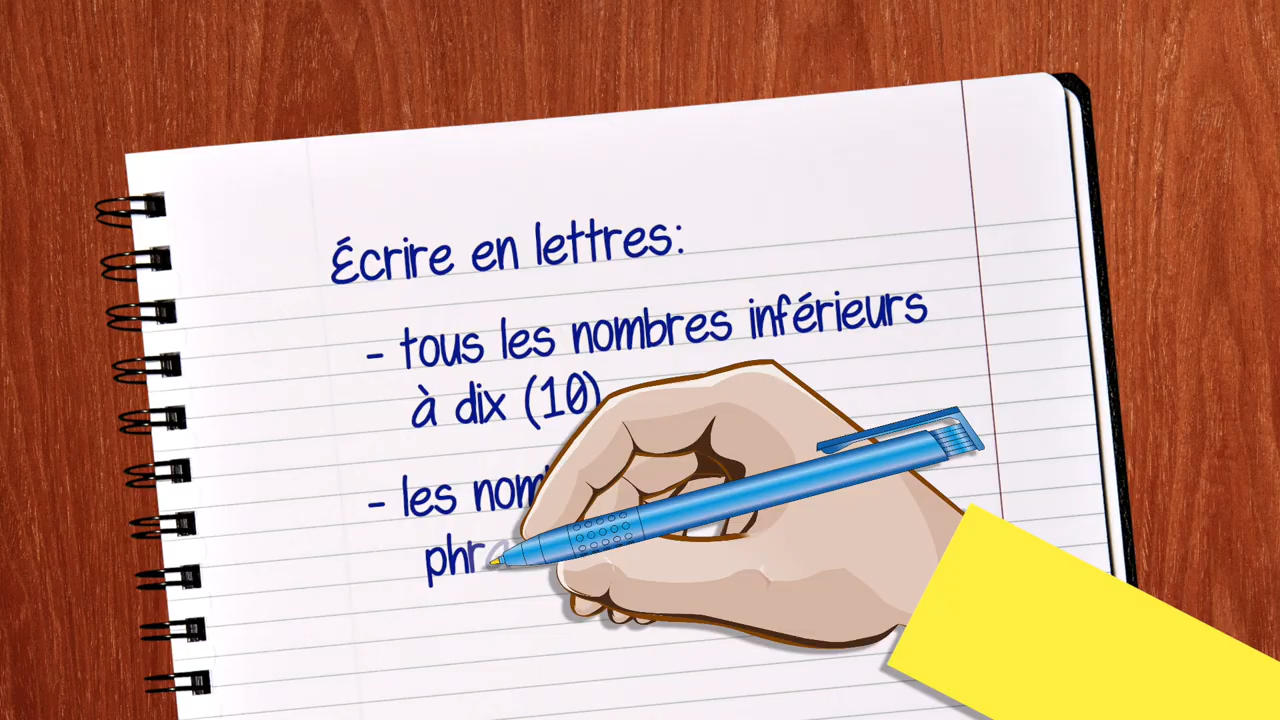 Écrire en lettres:
- tous les nombres inférieurs
à dix (10)
- les